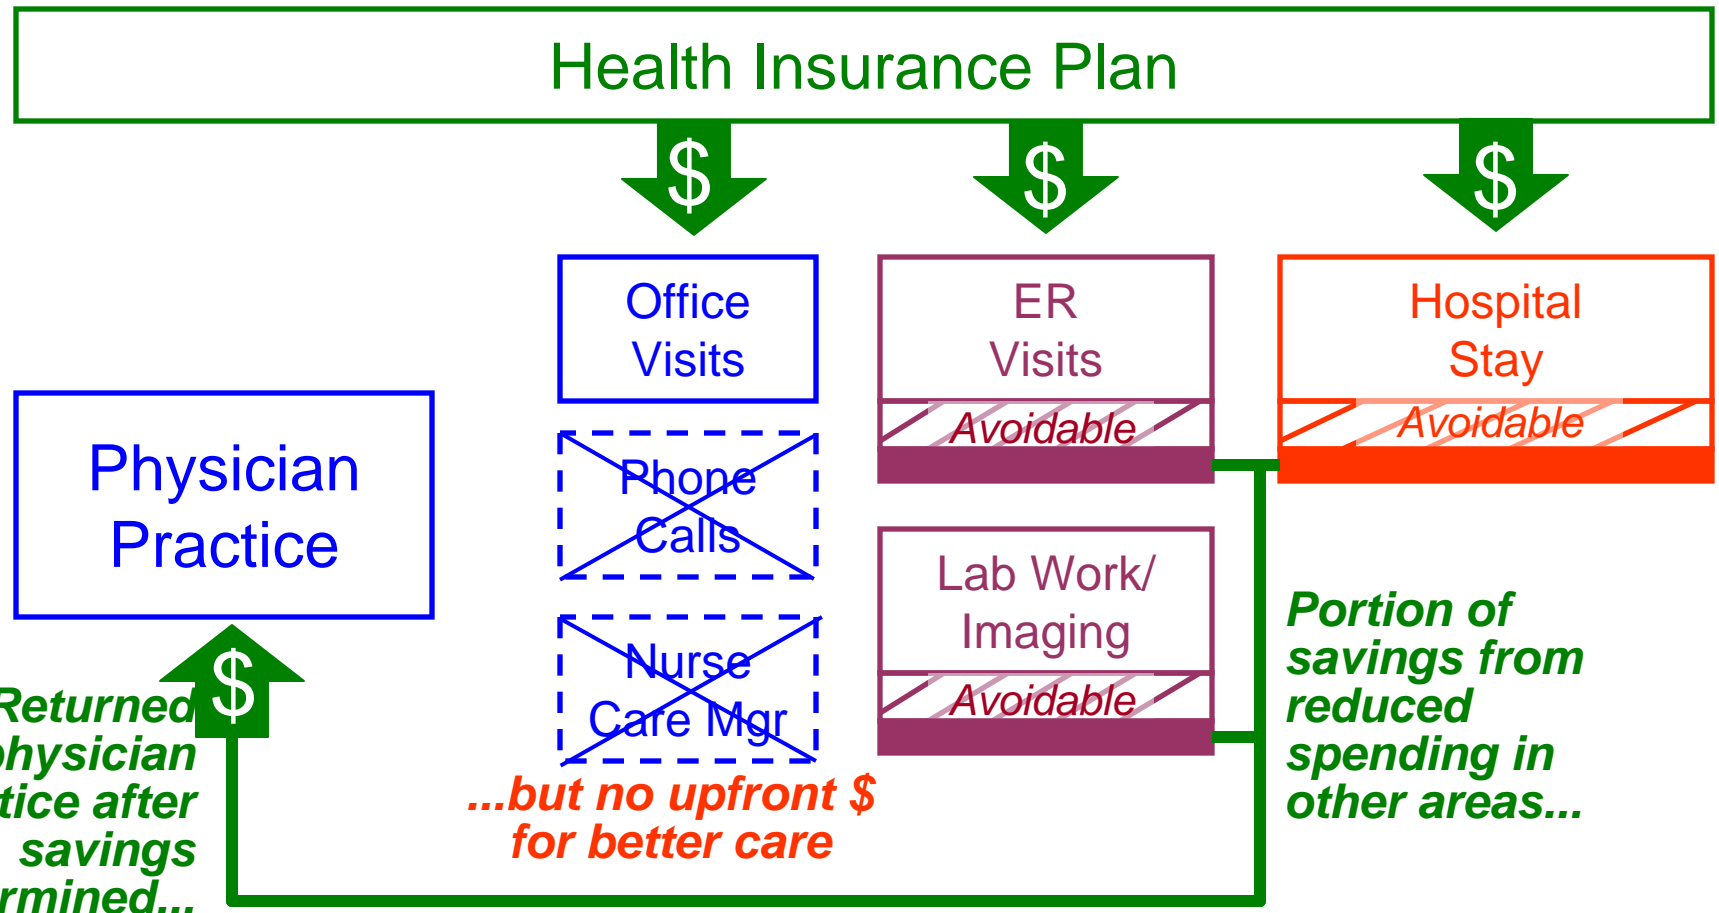 Health Insurance Plan
$
$
$
Office
Visits
ER
Visits
Hospital
Stay
Avoidable
Avoidable
Physician
Practice
Phone
Calls
Lab Work/
Imaging
Avoidable
Nurse
Care Mgr
Portion of
savings from
reduced
spending in
other areas...
$
Returned
physician
tice after
savings
rmined...
...but no upfront $
for better care